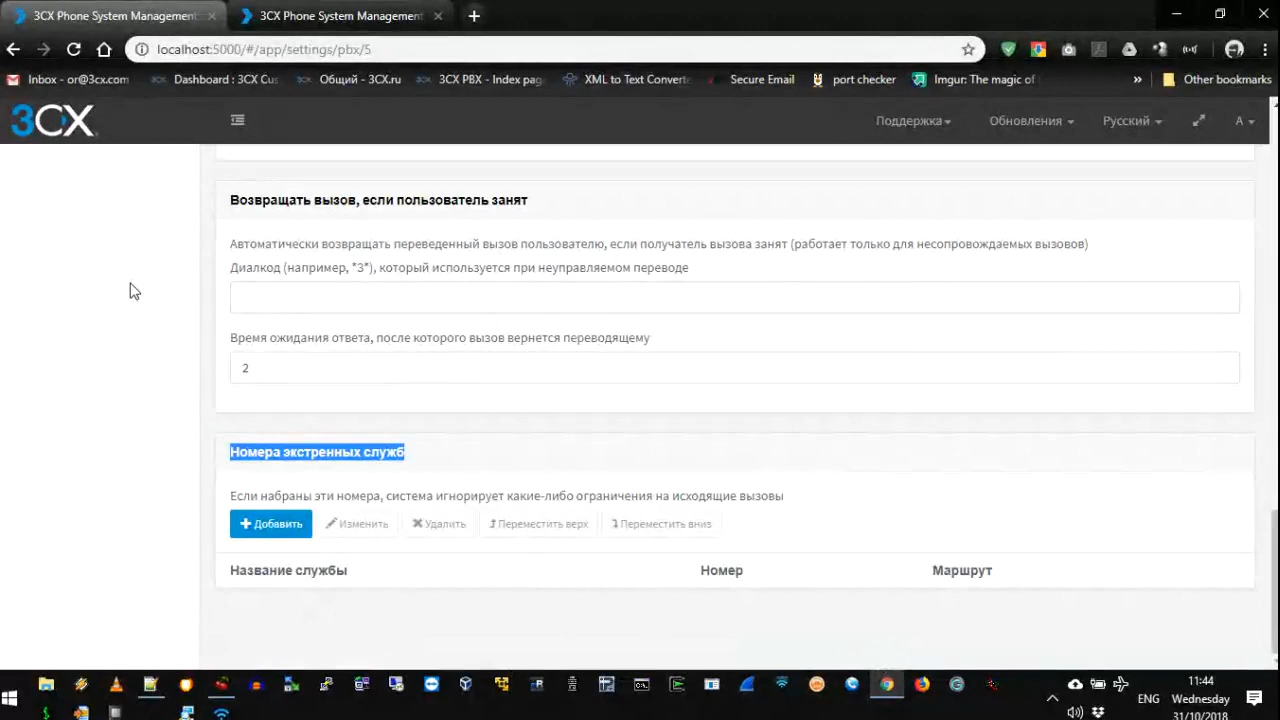 3CX Phone System Management
3CX Phone System Management
localhost:5000/#/app/settings/pbx/5
Inbox - or@3cx.com
Dashboard : 3CX Cus
Общий - 3CX.ru
3CX PBX - Index pag
XML to Text Converte
Secure Email
port checker
Imgur: The magic of
Other bookmarks
3CX
Поддержка
Обновления
Русский
A
Возвращать вызов, если пользователь занят
Автоматически возвращать переведенный вызов пользователю, если получатель вызова занят (работает только для несопровождаемых вызовов)
Диалкод (например, *3*), который используется при неуправляемом переводе
Время ожидания ответа, после которого вызов вернется переводящему
2
Номера экстренных служб
Если набраны эти номера, система игнорирует какие-либо ограничения на исходящие вызовы
Добавить
Изменить
Удалить
Переместить верх
Переместить вниз
Название службы
Номер
Маршрут
11:44
ENG
Wednesday
31/10/2018